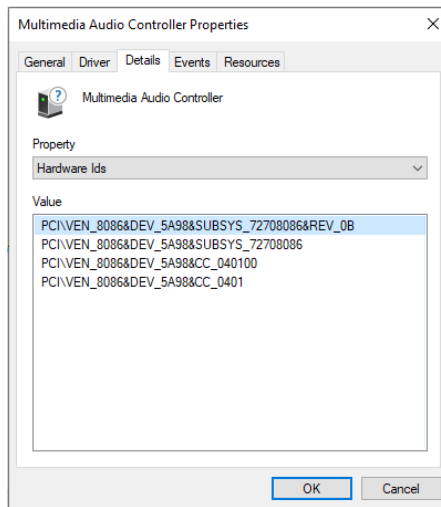 Multimedia Audio Controller Properties
General Driver Details Events Resources
Multimedia Audio Controller
Property
Hardware Ids
Value
PCI\VEN_8086&DEV_5A98&SUBSYS_72708086&REV_0B
PCI\VEN_8086&DEV_5A98&SUBSYS_72708086
PCI\VEN_8086&DEV_5A98&CC_040100
PCI\VEN_8086&DEV_5A98&CC_0401
OK Cancel